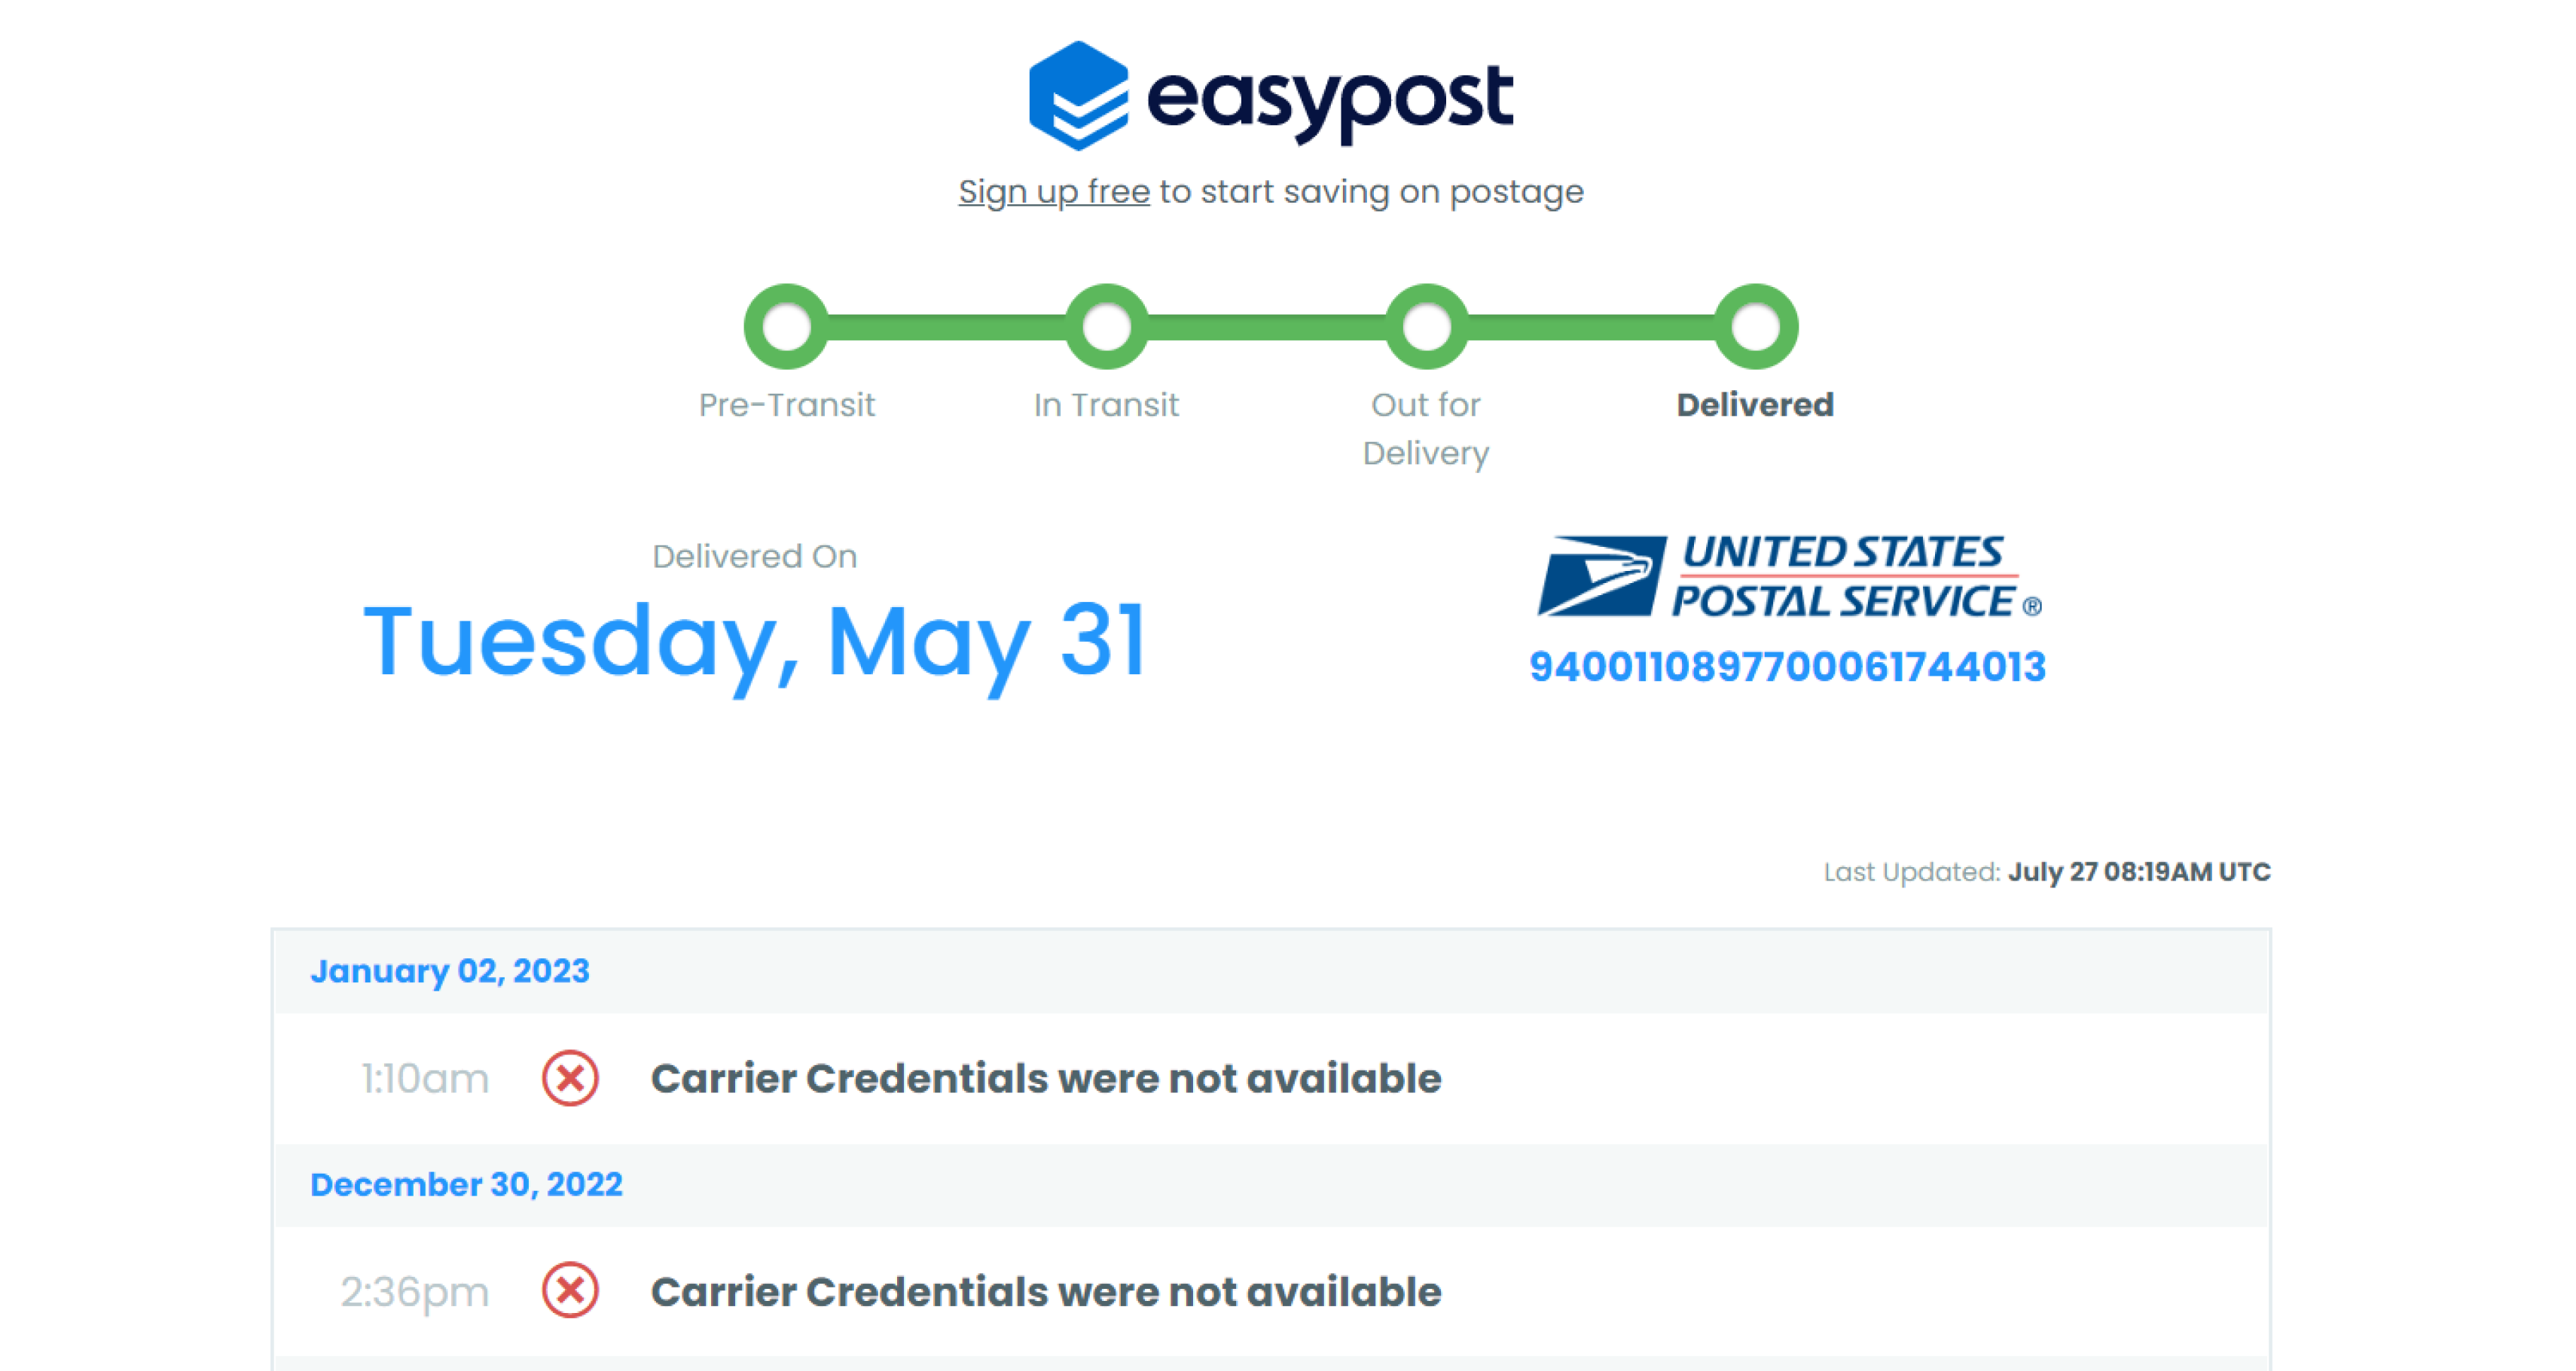 easypost
Sign up free to start saving on postage
Pre-Transit
In Transit
Out for
Delivery
Delivered
Delivered On
Tuesday, May 31
UNITED STATES
POSTAL SERVICE ®
9400110897700061744013
Last Updated: July 27 08:19AM UTC
January 02, 2023
1:10am Carrier Credentials were not available
December 30, 2022
2:36pm Carrier Credentials were not available